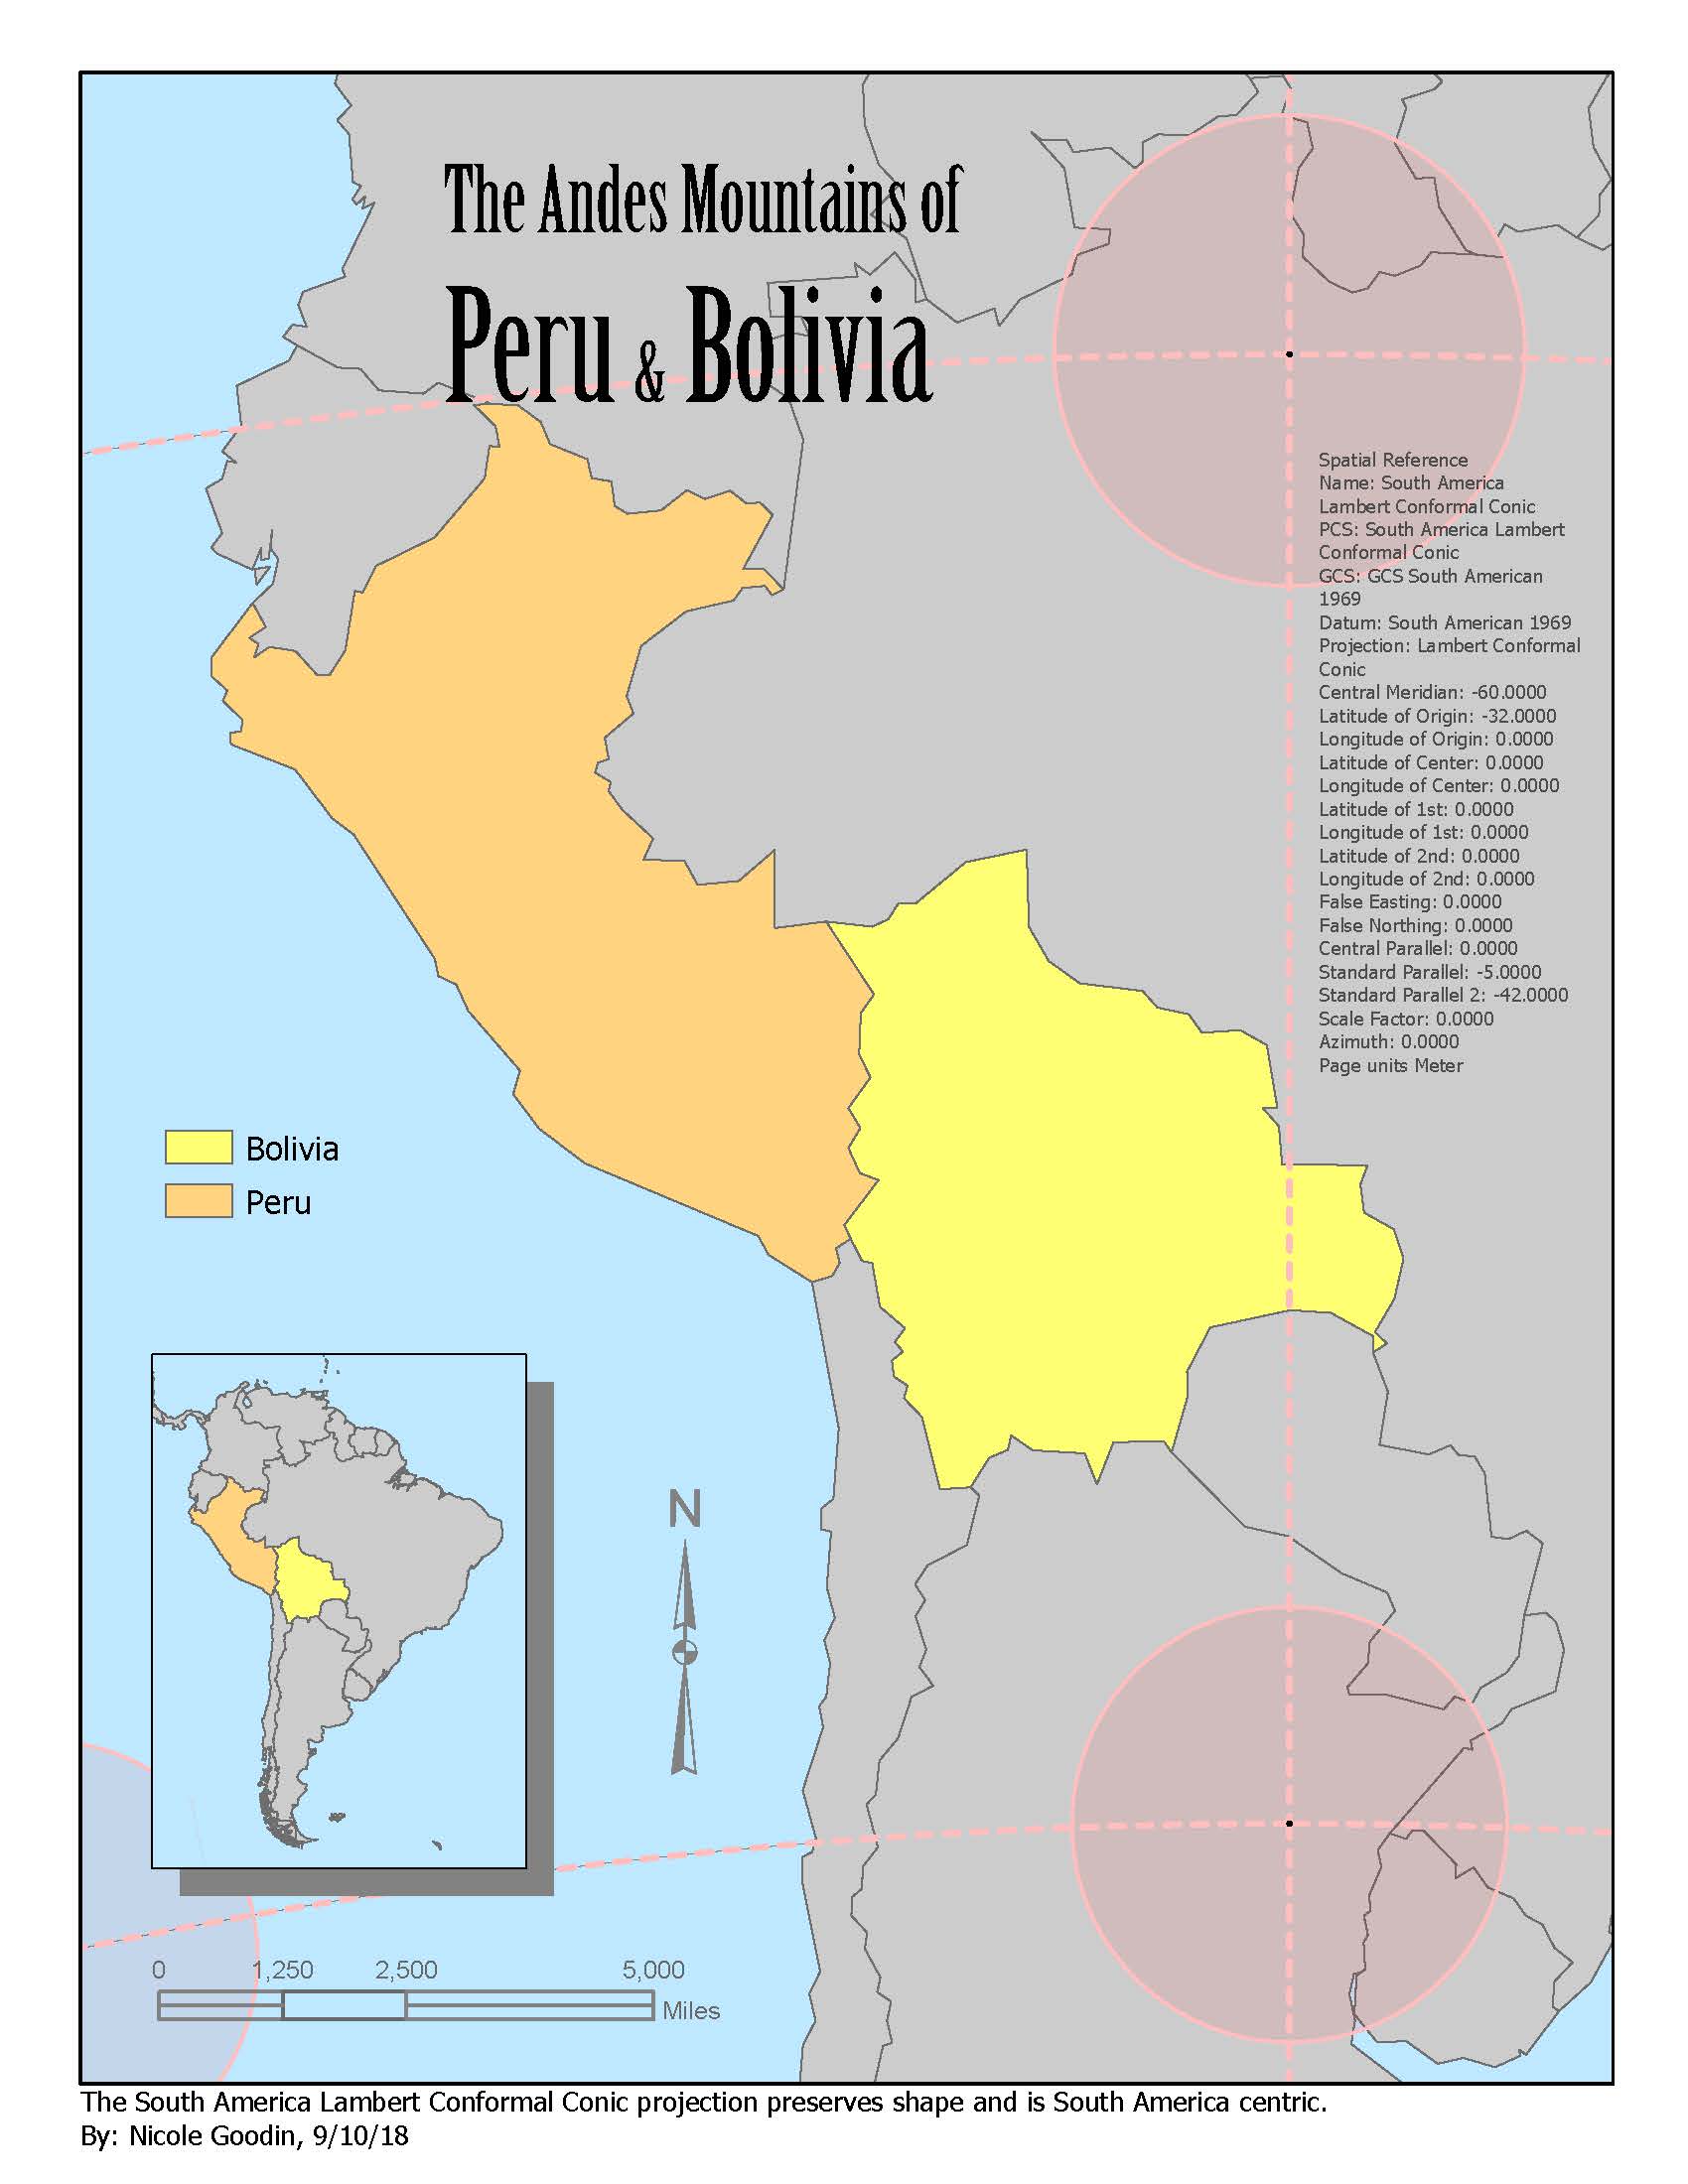 The Andes Mountains of
Peru & Bolivia
Spatial Reference
Name: South America
Lambert Conformal Conic
PCS: South America Lambert
Conformal Conic
GCS: GCS South American
1969
Datum: South American 1969
Projection: Lambert Conformal
Conic
Central Meridian: -60.0000
Latitude of Origin: -32.0000
Longitude of Origin: 0.0000
Latitude of Center: 0.0000
Longitude of Center: 0.0000
Latitude of 1st: 0.0000
Longitude of 1st: 0.0000
Latitude of 2nd: 0.0000
Longitude of 2nd: 0.0000
False Easting: 0.0000
False Northing: 0.0000
Central Parallel: 0.0000
Standard Parallel: -5.0000
Standard Parallel 2: -42.0000
Scale Factor: 0.0000
Azimuth: 0.0000
Page units Meter
Bolivia
Peru
N
0 1,250 2,500 5,000
Miles
The South America Lambert Conformal Conic projection preserves shape and is South America centric.
By: Nicole Goodin, 9/10/18